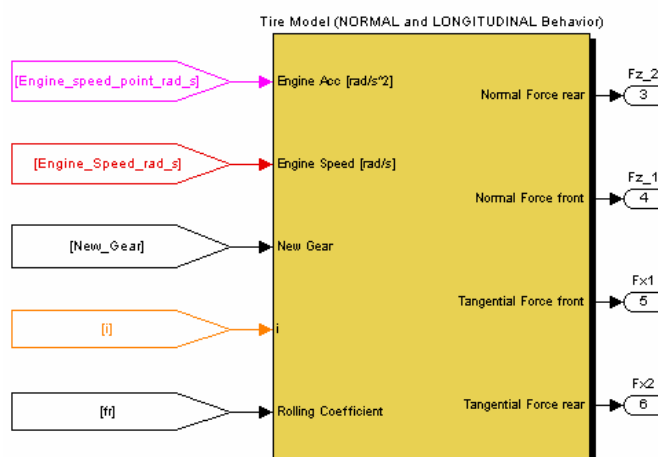 Tire Model (NORMAL and LONGITUDINAL Behavior)
[Engine_speed_point_rad_s]
Engine Acc [rad/s^2]
Normal Force rear
Fz_2
3
[Engine_Speed_rad_s]
Engine Speed [rad/s]
Normal Force front
Fz_1
4
[New_Gear]
New Gear
Tangential Force front
Fx1
5
[i]
i
Tangential Force rear
Fx2
6
[fr]
Rolling Coefficient